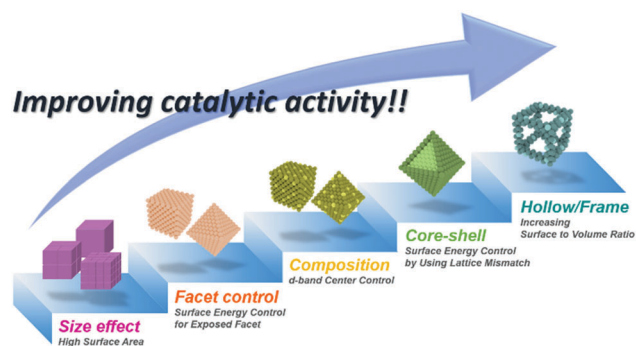 Improving catalytic activity!!
Hollow/Frame
Increasing
Surface to Volume Ratio
Core-shell
Surface Energy Control
by Using Lattice Mismatch
Composition
d-band Center Control
Facet control
Surface Energy Control
for Exposed Facet
Size effect
High Surface Area